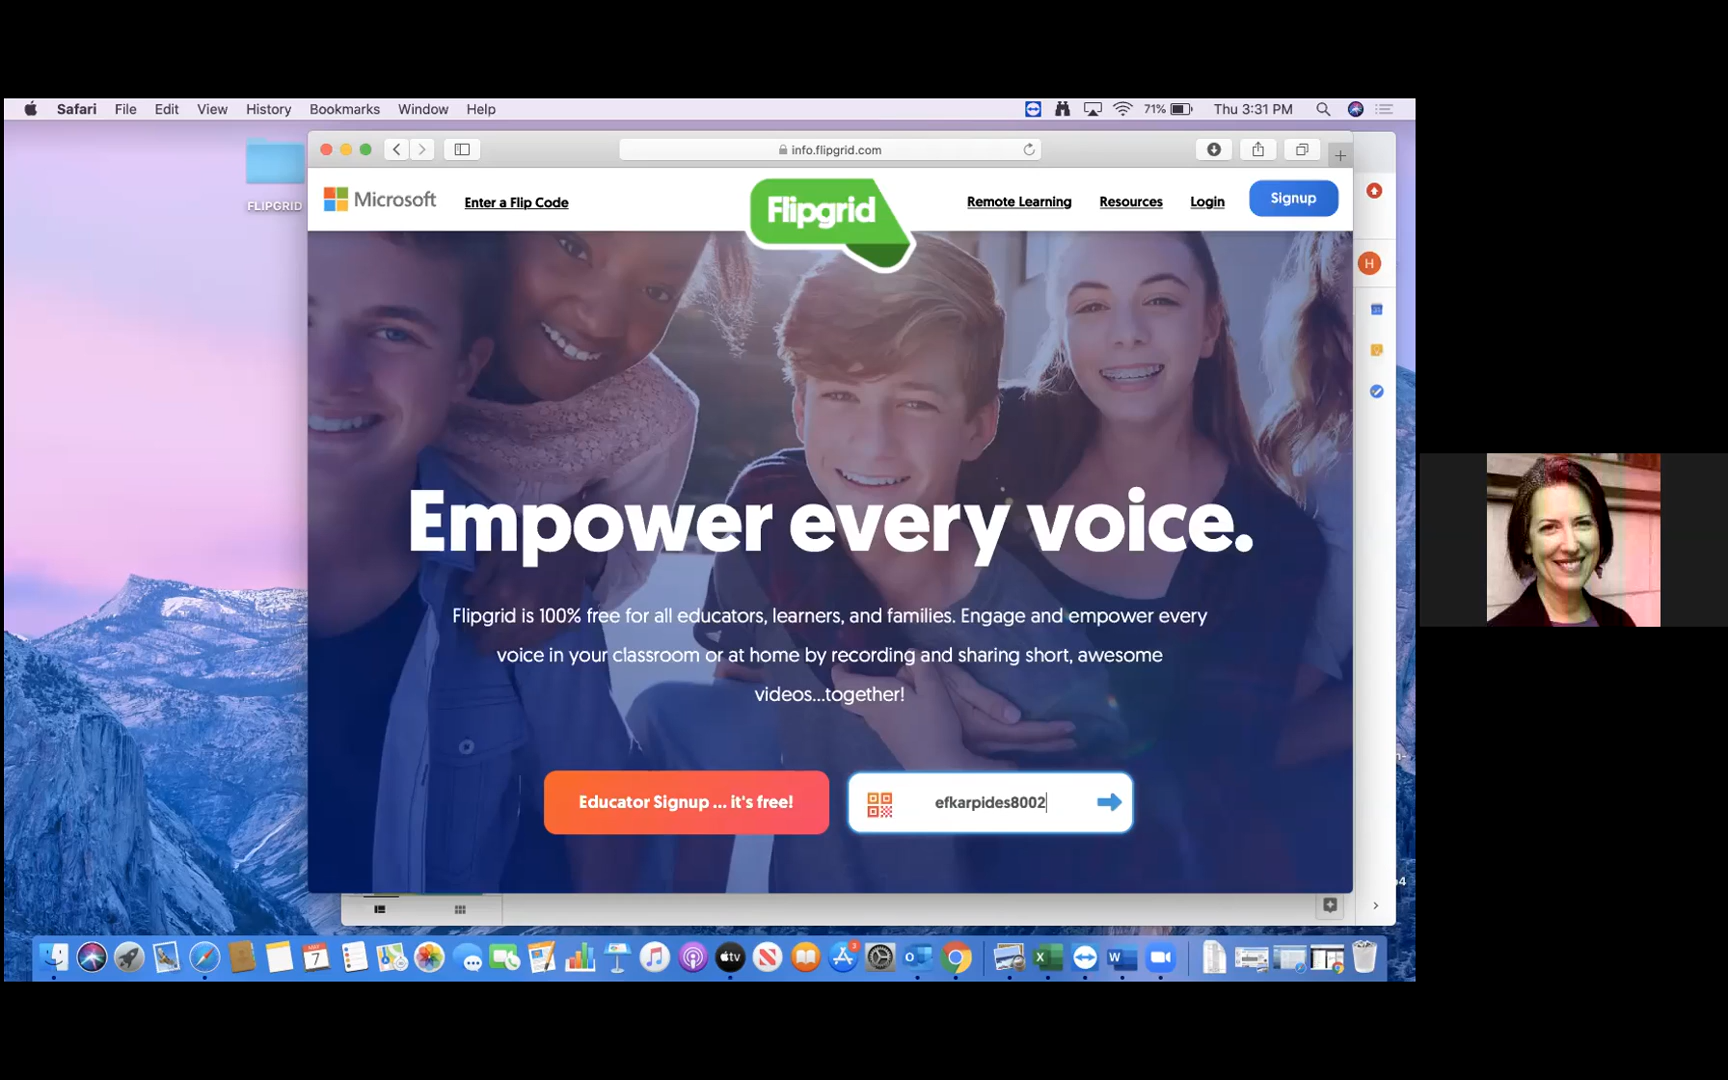 Safari File Edit View History Bookmarks Window Help 71% Thu 3:31 PM
FLIPGRID
info.flipgrid.com
Microsoft Enter a Flip Code Flipgrid Remote Learning Resources Login Signup
H
Empower every voice.
Flipgrid is 100% free for all educators, learners, and families. Engage and empower every
voice in your classroom or at home by recording and sharing short, awesome
videos...together!
Educator Signup ... it's free! efkarpides8002
7
3
tv
W